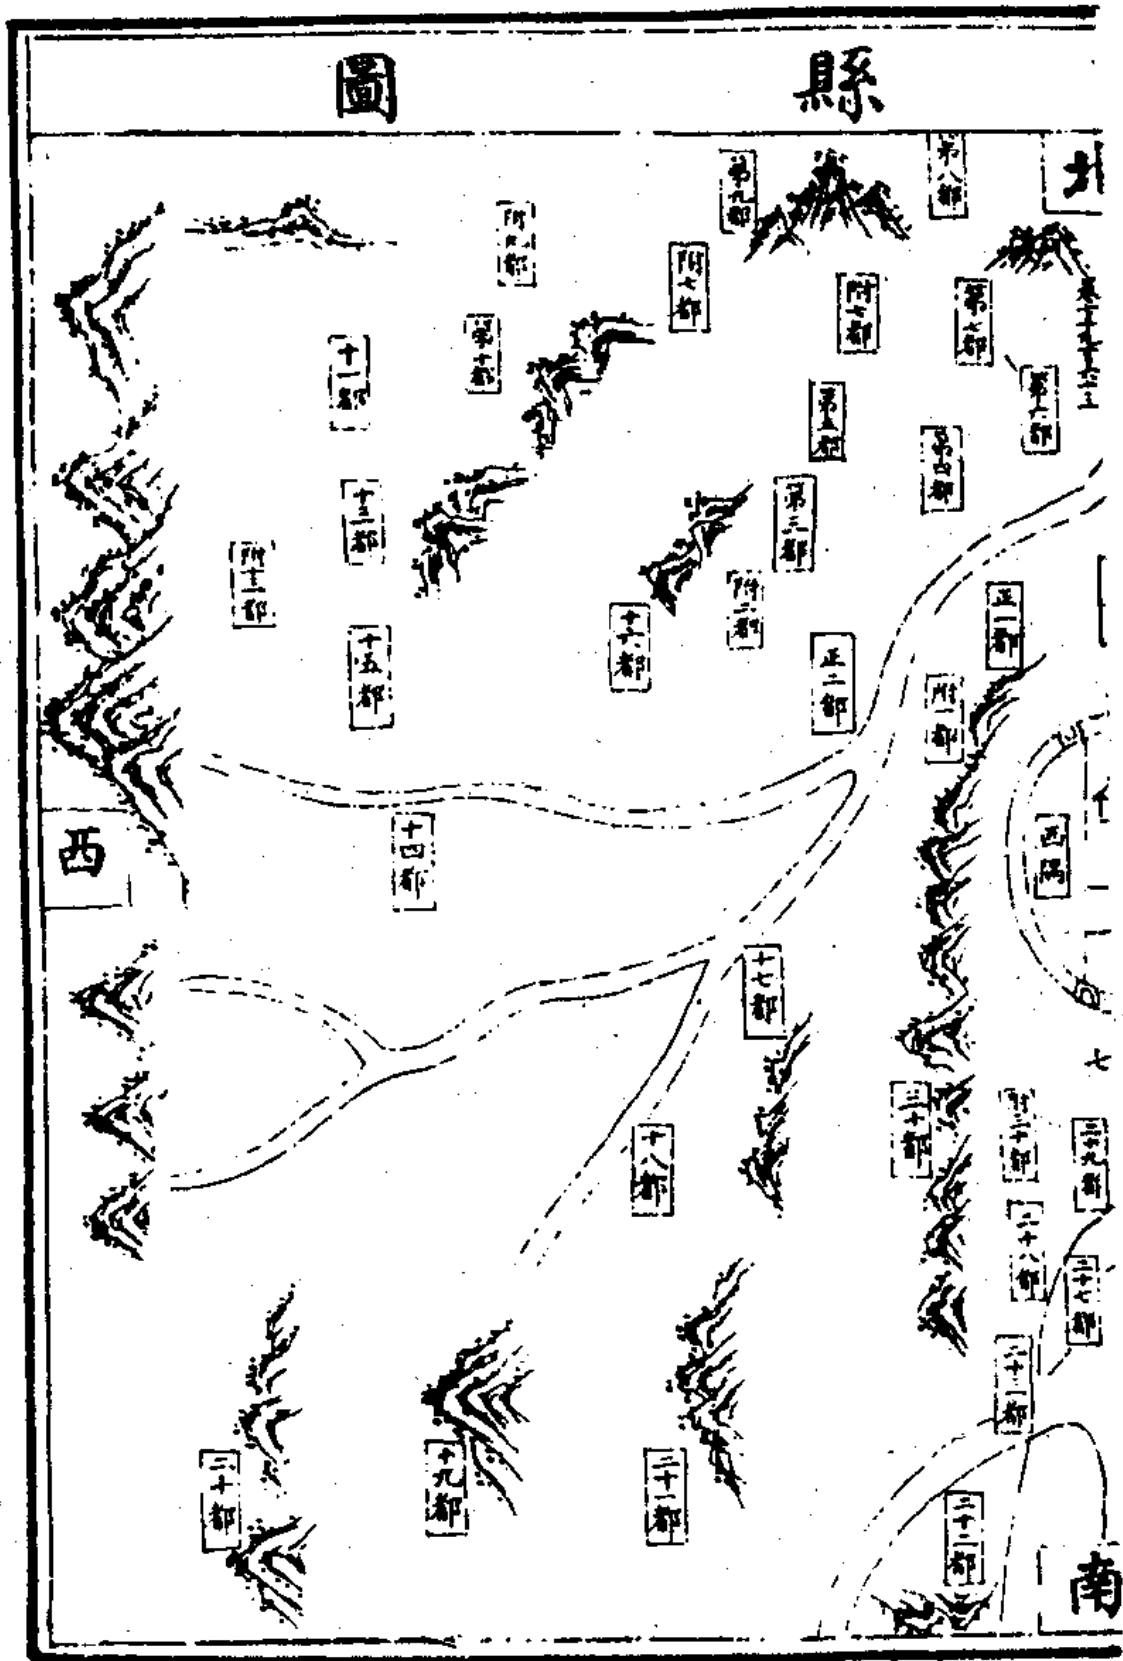 縣圖
北
第八都
第九都
附九都
附七都
附七都
第七都
第六都
第十都
十一都
第五都
第四都
第三都
十三都
附十二都
附二都
十六都
正一都
正二都
附一都
十五都
西隅
十四都
西
十七都
七
三十都
附三十都
二十九都
十八都
二十八都
二十七都
二十三都
二十都
十九都
二十一都
二十二都
南